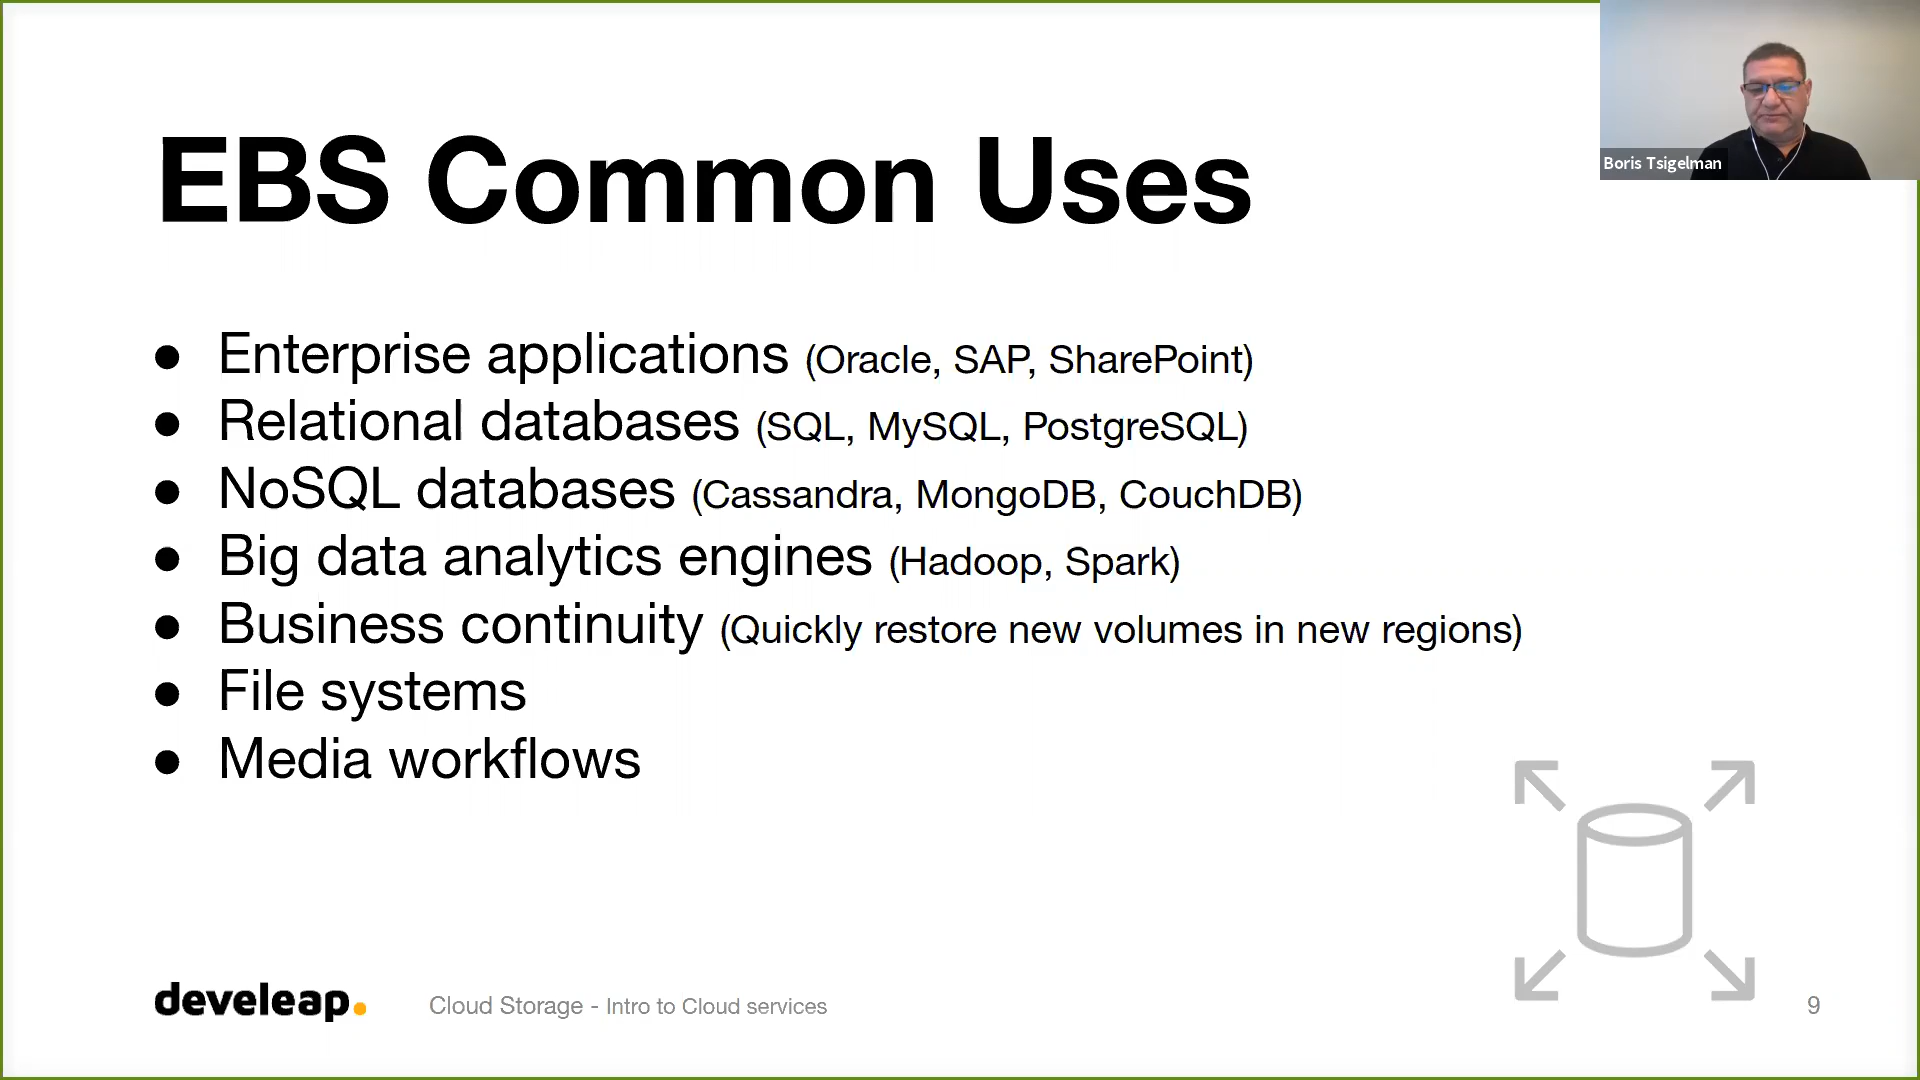 EBS Common Uses
Boris Tsigelman
● Enterprise applications (Oracle, SAP, SharePoint)
● Relational databases (SQL, MySQL, PostgreSQL)
● NoSQL databases (Cassandra, MongoDB, CouchDB)
● Big data analytics engines (Hadoop, Spark)
● Business continuity (Quickly restore new volumes in new regions)
● File systems
● Media workflows
develeap.
Cloud Storage - Intro to Cloud services
9